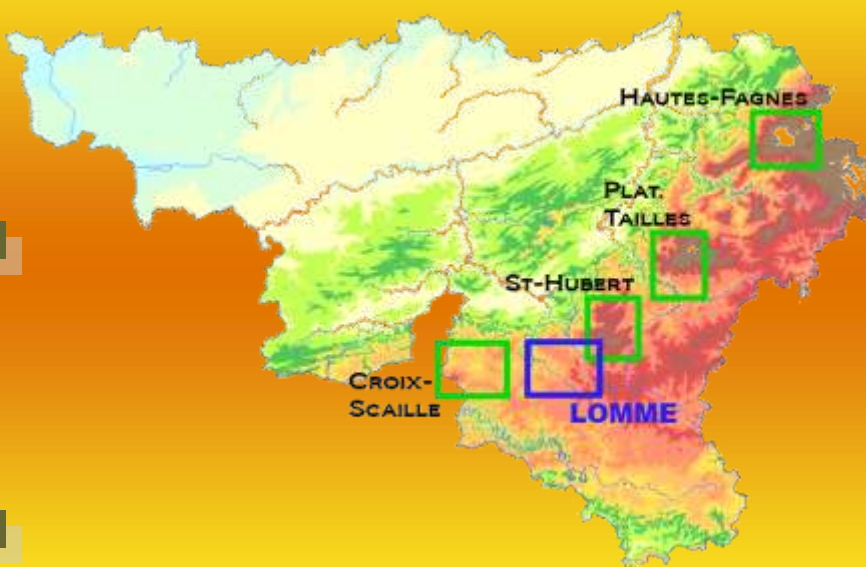 HAUTES-FAGNES
PLAT.
TAILLES
ST-HUBERT
CROIX-
SCAILLE
LOMME